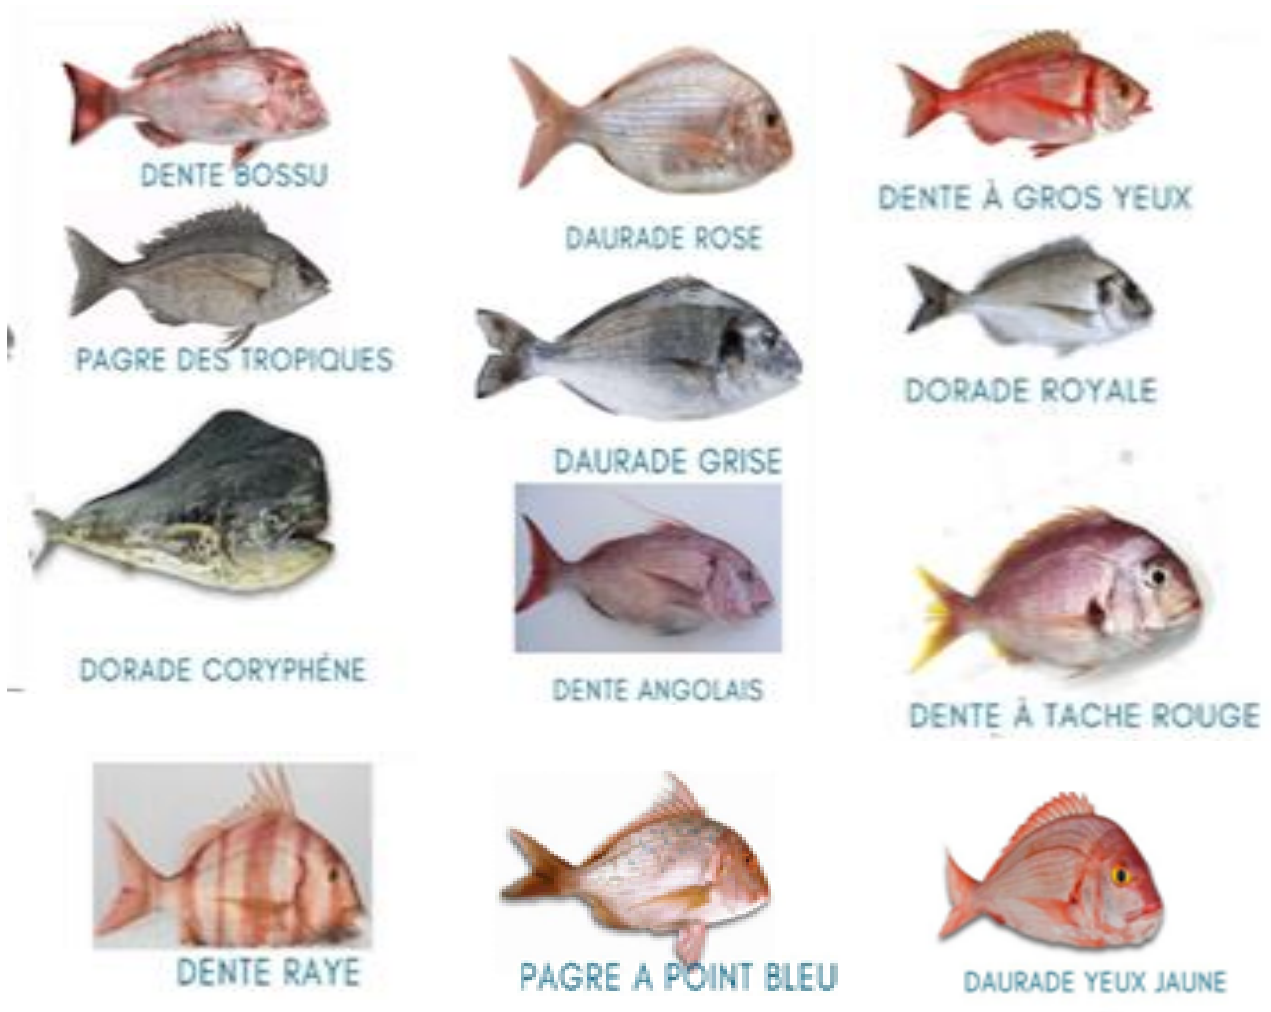 DENTE BOSSU
DAURADE ROSE
DENTE À GROS YEUX
PAGRE DES TROPIQUES
DAURADE GRISE
DORADE ROYALE
DORADE CORYPHÉNE
DENTE ANGOLAIS
DENTE À TACHE ROUGE
DENTE RAYE
PAGRE A POINT BLEU
DAURADE YEUX JAUNE